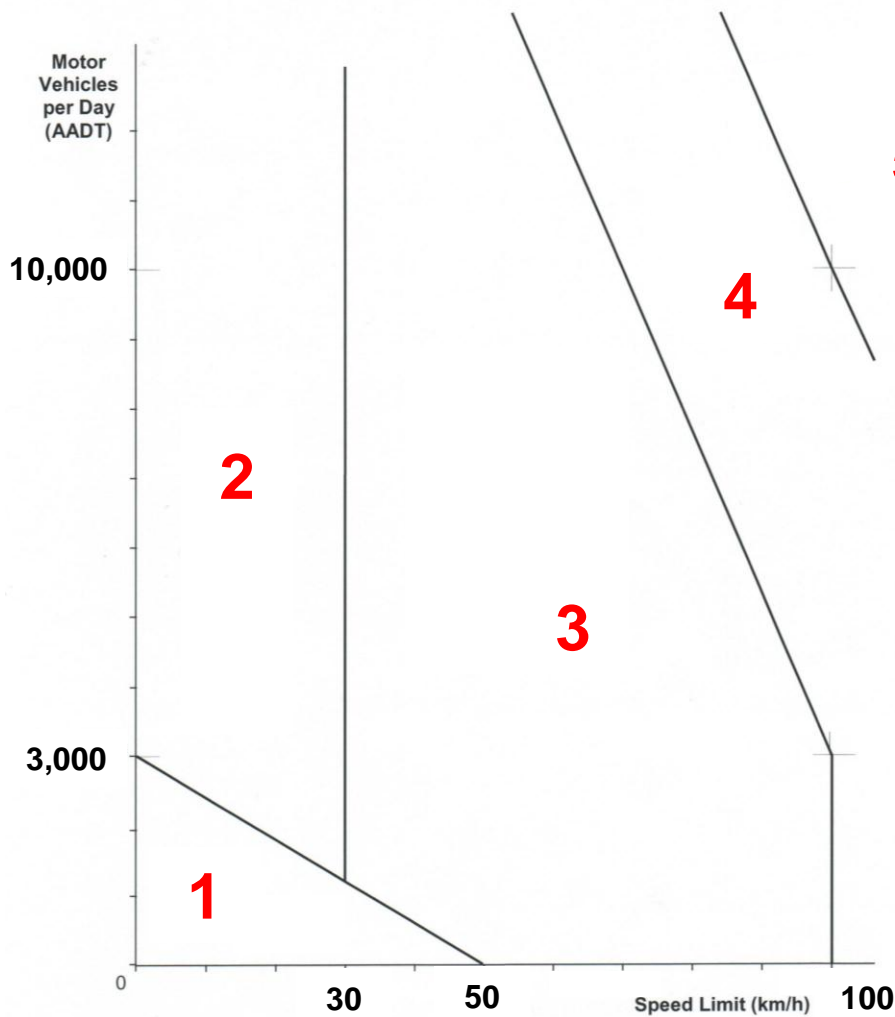 Motor
Vehicles
per Day
(AADT)
10,000
4
2
3
3,000
1
0
30
50
Speed Limit (km/h)
100